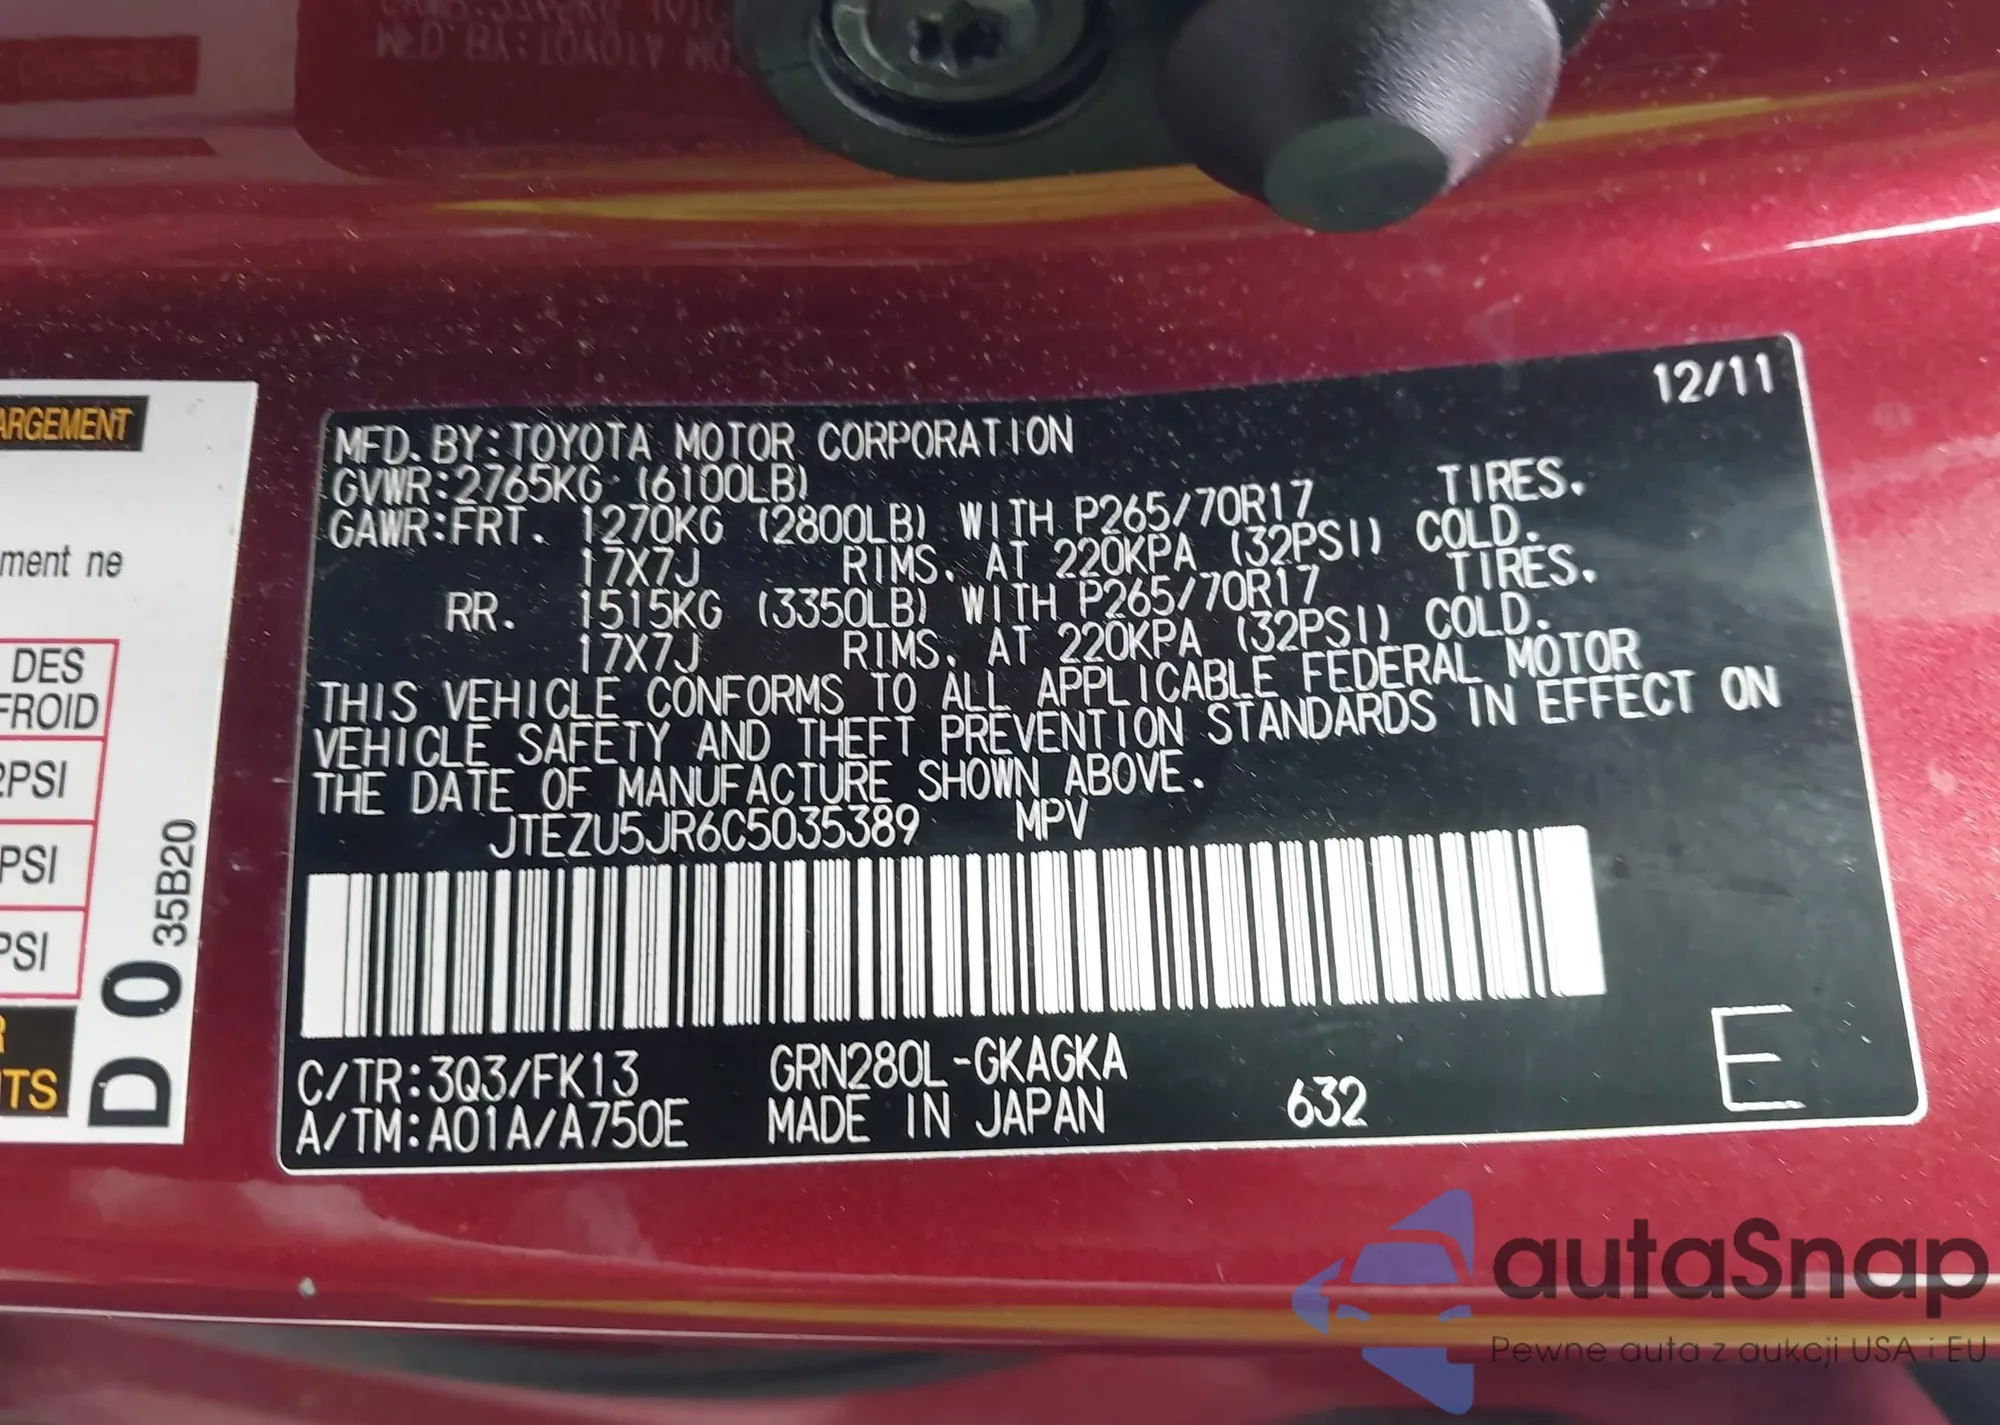 12/11
MFD. BY:TOYOTA MOTOR CORPORATION
GVWR:2765KG (6100LB)
GAWR:FRT. 1270KG (2800LB) WITH P265/70R17 TIRES.
17X7J RIMS. AT 220KPA (32PSI) COLD.
RR. 1515KG (3350LB) WITH P265/70R17 TIRES.
17X7J RIMS. AT 220KPA (32PSI) COLD.
THIS VEHICLE CONFORMS TO ALL APPLICABLE FEDERAL MOTOR
VEHICLE SAFETY AND THEFT PREVENTION STANDARDS IN EFFECT ON
THE DATE OF MANUFACTURE SHOWN ABOVE.
JTEZU5JR6C5035389 MPV
C/TR:3Q3/FK13 GRN280L-GKAGKA
A/TM:A01A/A750E MADE IN JAPAN 632
E
ARGEMENT
ment ne
DES
FROID
2PSI
PSI
PSI
R
ITS
D 0 35B20
autaSnap
Pewne auta z aukcji USA i EU